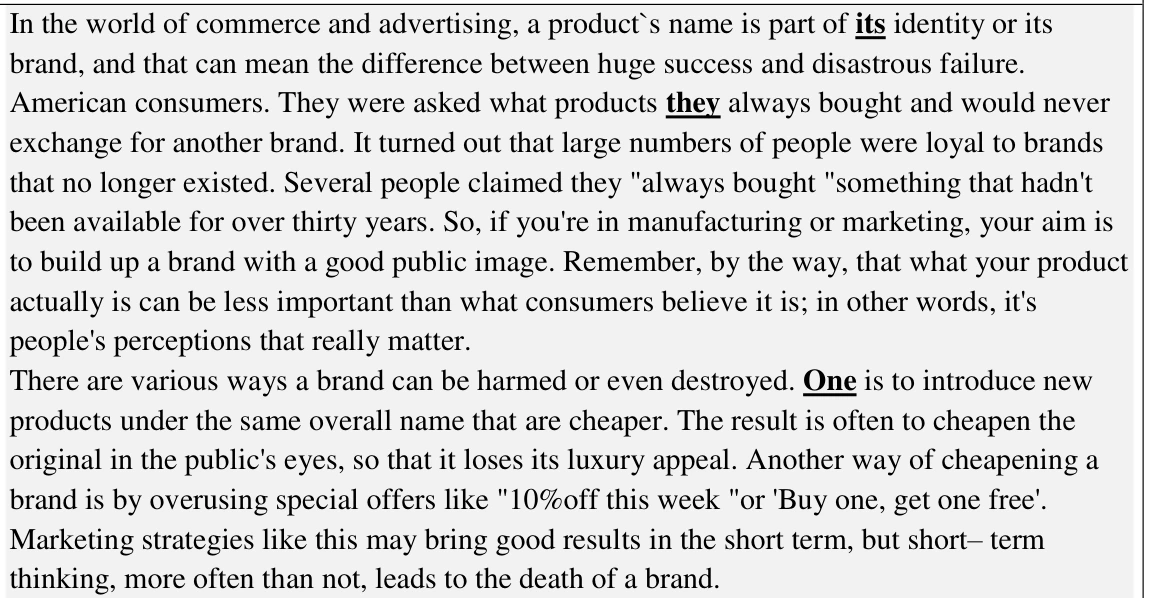 In the world of commerce and advertising, a product`s name is part of its identity or its
brand, and that can mean the difference between huge success and disastrous failure.
American consumers. They were asked what products they always bought and would never
exchange for another brand. It turned out that large numbers of people were loyal to brands
that no longer existed. Several people claimed they "always bought "something that hadn't
been available for over thirty years. So, if you're in manufacturing or marketing, your aim is
to build up a brand with a good public image. Remember, by the way, that what your product
actually is can be less important than what consumers believe it is; in other words, it's
people's perceptions that really matter.
There are various ways a brand can be harmed or even destroyed. One is to introduce new
products under the same overall name that are cheaper. The result is often to cheapen the
original in the public's eyes, so that it loses its luxury appeal. Another way of cheapening a
brand is by overusing special offers like "10%off this week "or 'Buy one, get one free'.
Marketing strategies like this may bring good results in the short term, but short– term
thinking, more often than not, leads to the death of a brand.